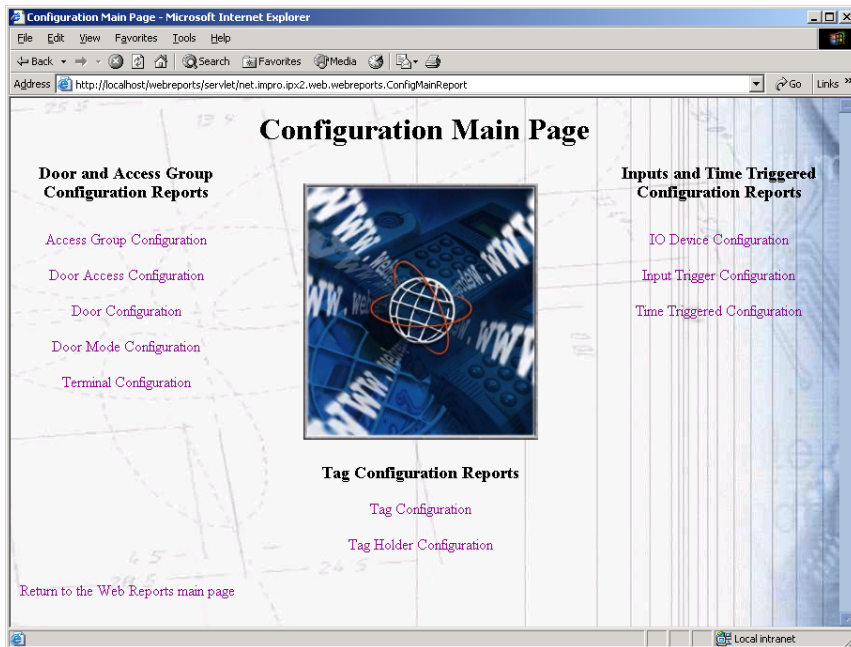 Configuration Main Page - Microsoft Internet Explorer
File Edit View Favorites Tools Help
Back Search Favorites Media
Address http://localhost/webreports/servlet/net.impro.ipx2.web.webreports.ConfigMainReport Go Links »
Configuration Main Page
Door and Access Group
Configuration Reports
Access Group Configuration
Door Access Configuration
Door Configuration
Door Mode Configuration
Terminal Configuration
Inputs and Time Triggered
Configuration Reports
IO Device Configuration
Input Trigger Configuration
Time Triggered Configuration
Tag Configuration Reports
Tag Configuration
Tag Holder Configuration
Return to the Web Reports main page
Local intranet